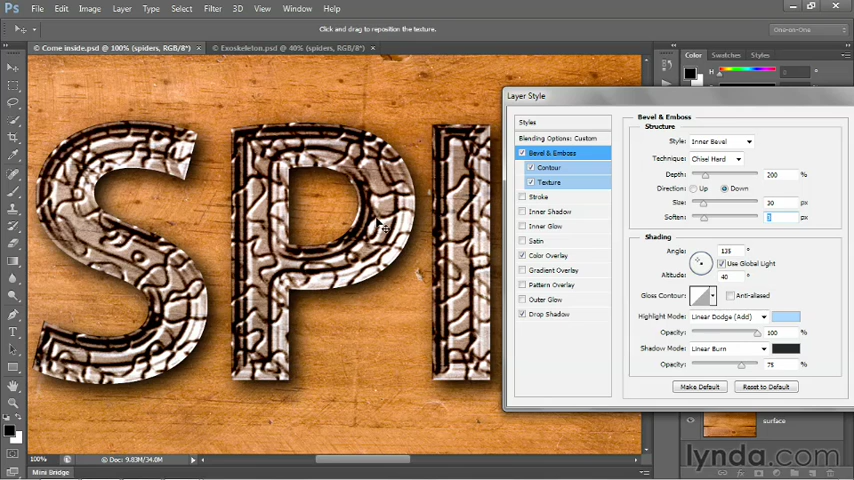 Ps File Edit Image Layer Type Select Filter 3D View Window Help
Click and drag to reposition the texture.
One-on-One
Come inside.psd @ 100% (spiders, RGB/8*) × Exoskeleton.psd @ 40% (spiders, RGB/8*) ×
Color Swatches Styles
H 0 °
SPI
Layer Style
Styles
Blending Options: Custom
Bevel & Emboss
Contour
Texture
Stroke
Inner Shadow
Inner Glow
Satin
Color Overlay
Gradient Overlay
Pattern Overlay
Outer Glow
Drop Shadow
Bevel & Emboss
Structure
Style: Inner Bevel
Technique: Chisel Hard
Depth: 200 %
Direction: Up Down
Size: 30 px
Soften: px
Shading
Angle: 135 °
Use Global Light
Altitude: 40 °
Gloss Contour: Anti-aliased
Highlight Mode: Linear Dodge (Add)
Opacity: 100 %
Shadow Mode: Linear Burn
Opacity: 75 %
Make Default Reset to Default
surface
lynda.com
100% Doc: 9.83M/34.0M
Mini Bridge